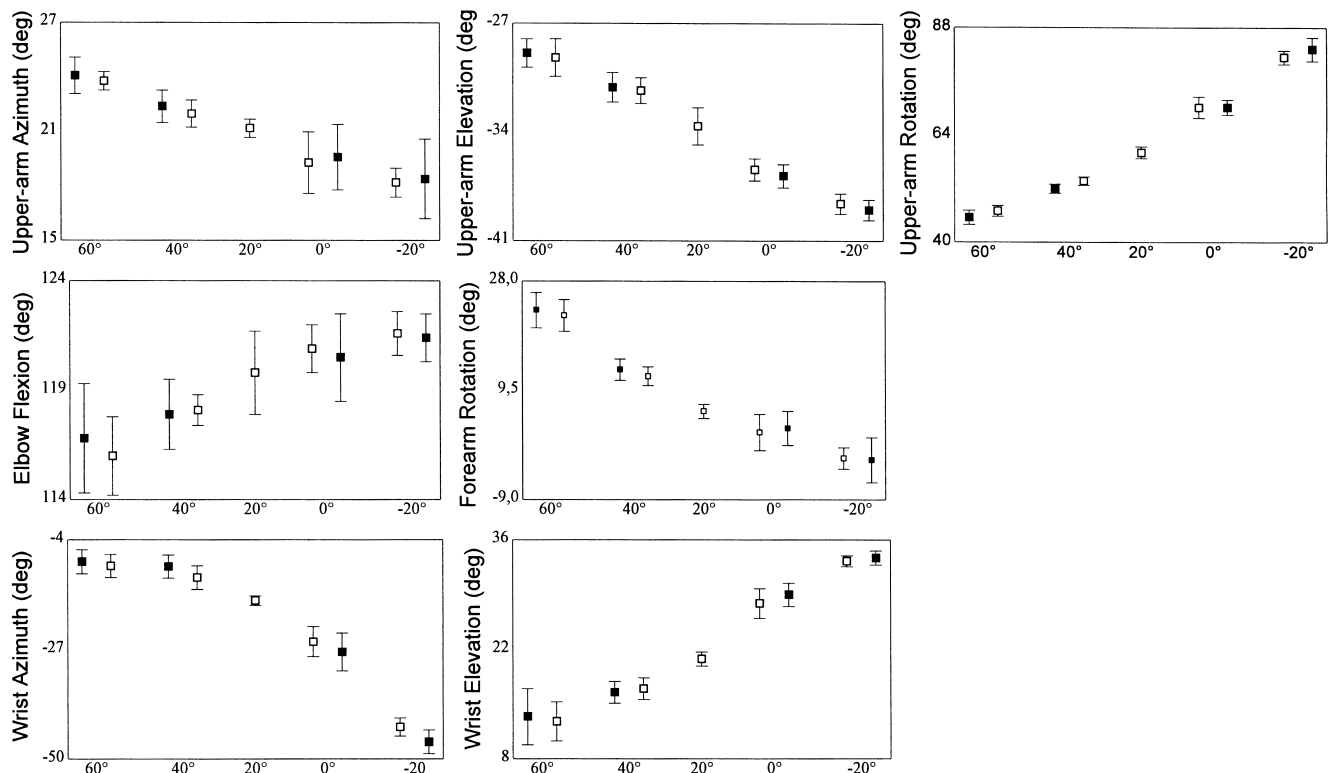 Upper-arm Azimuth (deg)
27
21
15
60° 40° 20° 0° -20°
Upper-arm Elevation (deg
-27
-34
-41
60° 40° 20° 0° -20°
Upper-arm Rotation (deg)
88
64
40
60° 40° 20° 0° -20°
Elbow Flexion (deg)
124
119
114
60° 40° 20° 0° -20°
Forearm Rotation (deg)
28,0
9,5
-9,0
60° 40° 20° 0° -20°
Wrist Azimuth (deg)
-4
-27
-50
60° 40° 20° 0° -20°
Wrist Elevation (deg)
36
22
8
60° 40° 20° 0° -20°